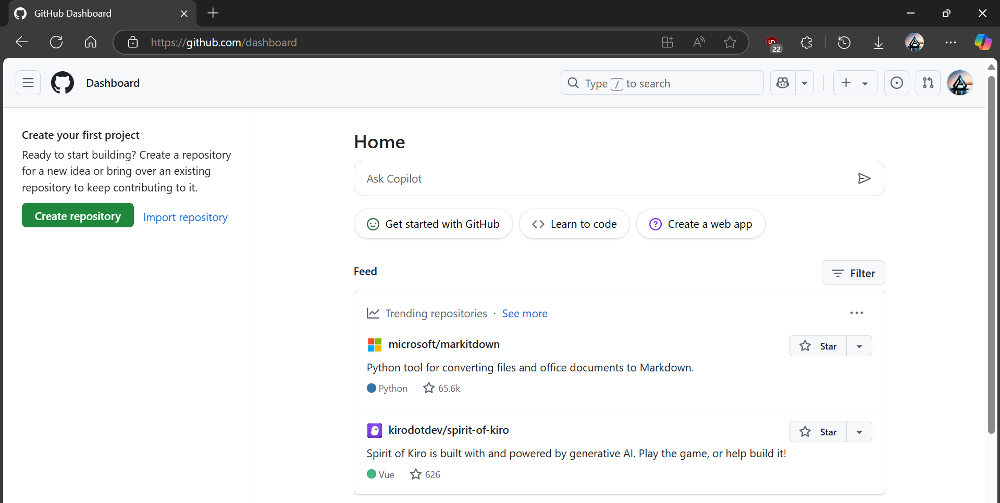 GitHub Dashboard
https://github.com/dashboard
22
Dashboard
Type / to search
Create your first project
Ready to start building? Create a repository
for a new idea or bring over an existing
repository to keep contributing to it.
Create repository
Import repository
Home
Ask Copilot
Get started with GitHub
Learn to code
Create a web app
Feed
Filter
Trending repositories · See more
microsoft/markitdown
Star
Python tool for converting files and office documents to Markdown.
Python
65.6k
kirodotdev/spirit-of-kiro
Star
Spirit of Kiro is built with and powered by generative AI. Play the game, or help build it!
Vue
626